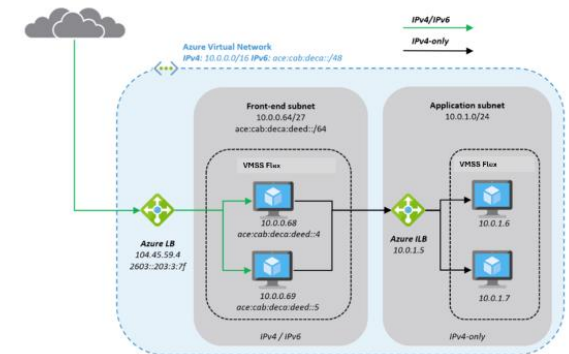 IPv4/IPv6
IPv4-only
Azure Virtual Network
IPv4: 10.0.0.0/16 IPv6: ace:cab:deca::/48
Front-end subnet
10.0.0.64/27
ace:cab:deca:deed::/64
Application subnet
10.0.1.0/24
VMSS Flux
VMSS Flux
10.0.0.68
ace:cab:deca:deed::4
10.0.1.6
Azure LB
104.45.59.4
2603::203:3:7f
Azure ILB
10.0.1.5
10.0.0.69
ace:cab:deca:deed::5
10.0.1.7
IPv4 / IPv6
IPv4-only